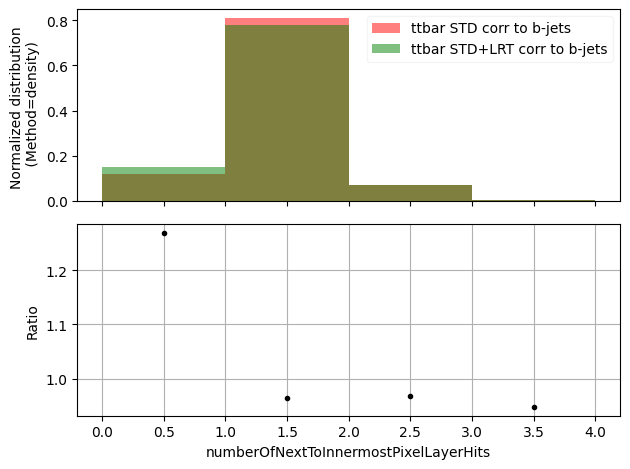 0.8
0.6
0.4
0.2
0.0
Normalized distribution
(Method=density)
ttbar STD corr to b-jets
ttbar STD+LRT corr to b-jets
1.2
1.1
1.0
Ratio
0.0 0.5 1.0 1.5 2.0 2.5 3.0 3.5 4.0
numberOfNextToInnermostPixelLayerHits